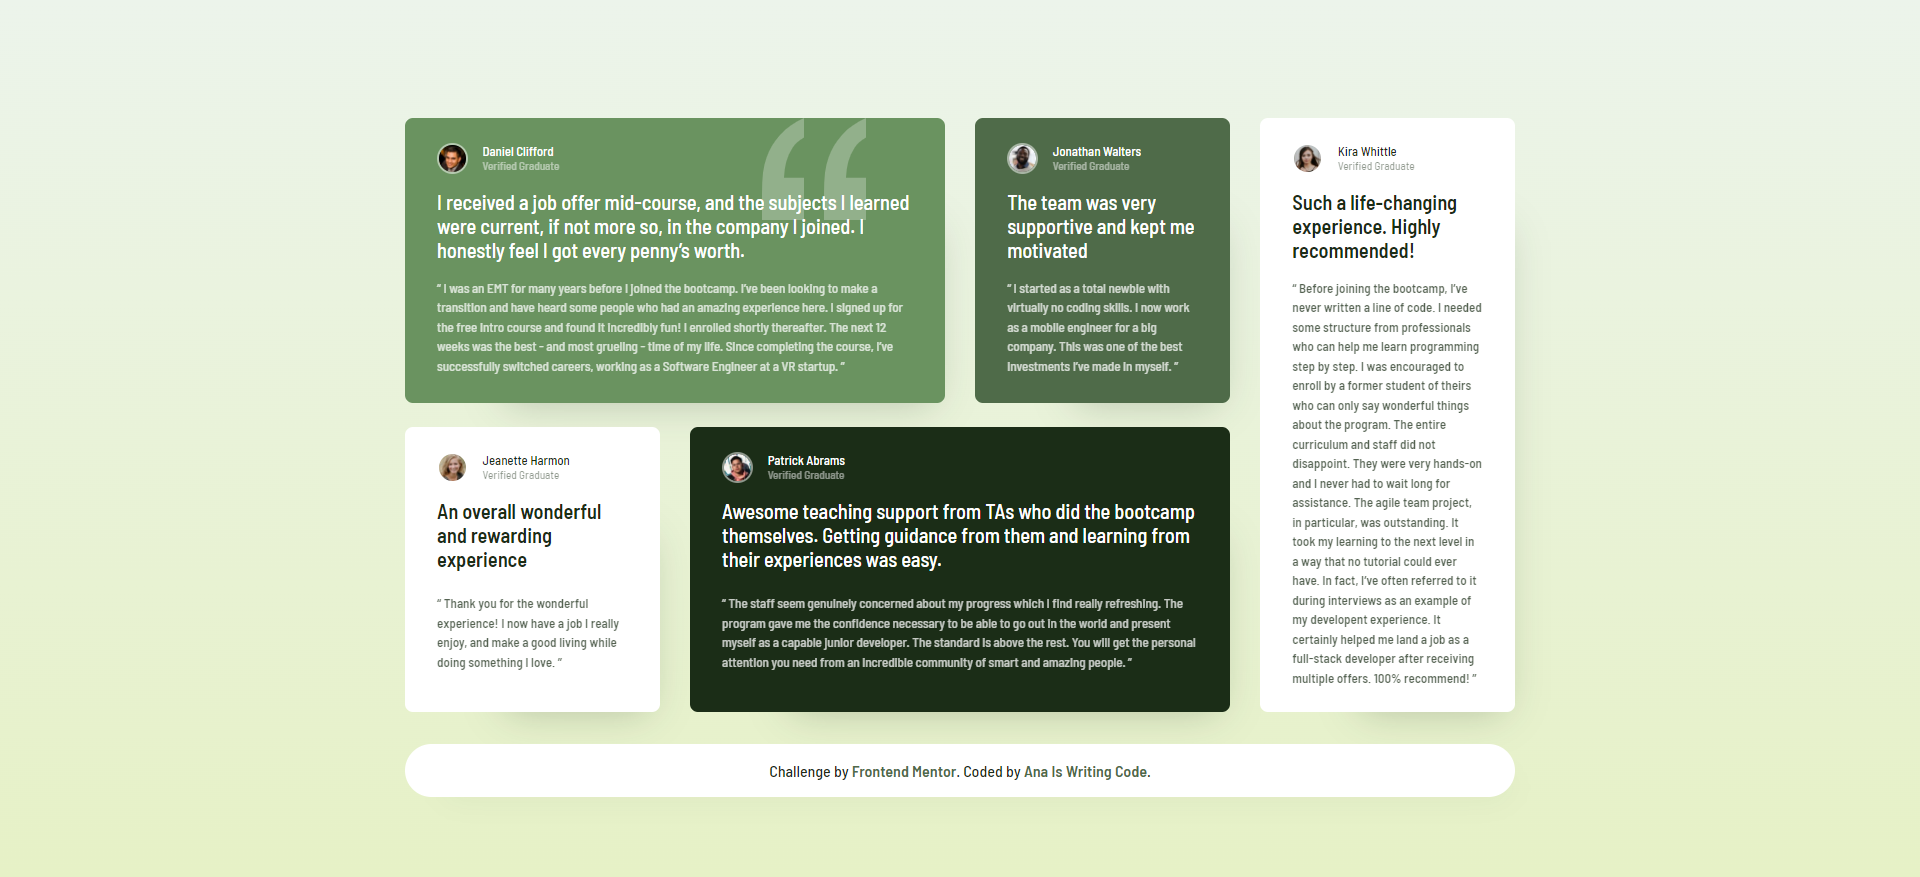 Daniel Clifford
Verified Graduate
I received a job offer mid-course, and the subjects I learned
were current, if not more so, in the company I joined. I
honestly feel I got every penny’s worth.
“ I was an EMT for many years before I joined the bootcamp. I’ve been looking to make a
transition and have heard some people who had an amazing experience here. I signed up for
the free intro course and found it incredibly fun! I enrolled shortly thereafter. The next 12
weeks was the best - and most grueling - time of my life. Since completing the course, I’ve
successfully switched careers, working as a Software Engineer at a VR startup. ”
Jonathan Walters
Verified Graduate
The team was very
supportive and kept me
motivated
“ I started as a total newbie with
virtually no coding skills. I now work
as a mobile engineer for a big
company. This was one of the best
investments I’ve made in myself. ”
Kira Whittle
Verified Graduate
Such a life-changing
experience. Highly
recommended!
“ Before joining the bootcamp, I’ve
never written a line of code. I needed
some structure from professionals
who can help me learn programming
step by step. I was encouraged to
enroll by a former student of theirs
who can only say wonderful things
about the program. The entire
curriculum and staff did not
disappoint. They were very hands-on
and I never had to wait long for
assistance. The agile team project,
in particular, was outstanding. It
took my learning to the next level in
a way that no tutorial could ever
have. In fact, I’ve often referred to it
during interviews as an example of
my developent experience. It
certainly helped me land a job as a
full-stack developer after receiving
multiple offers. 100% recommend! ”
Jeanette Harmon
Verified Graduate
An overall wonderful
and rewarding
experience
“ Thank you for the wonderful
experience! I now have a job I really
enjoy, and make a good living while
doing something I love. ”
Patrick Abrams
Verified Graduate
Awesome teaching support from TAs who did the bootcamp
themselves. Getting guidance from them and learning from
their experiences was easy.
“ The staff seem genuinely concerned about my progress which I find really refreshing. The
program gave me the confidence necessary to be able to go out in the world and present
myself as a capable junior developer. The standard is above the rest. You will get the personal
attention you need from an incredible community of smart and amazing people. ”
Challenge by Frontend Mentor. Coded by Ana Is Writing Code.